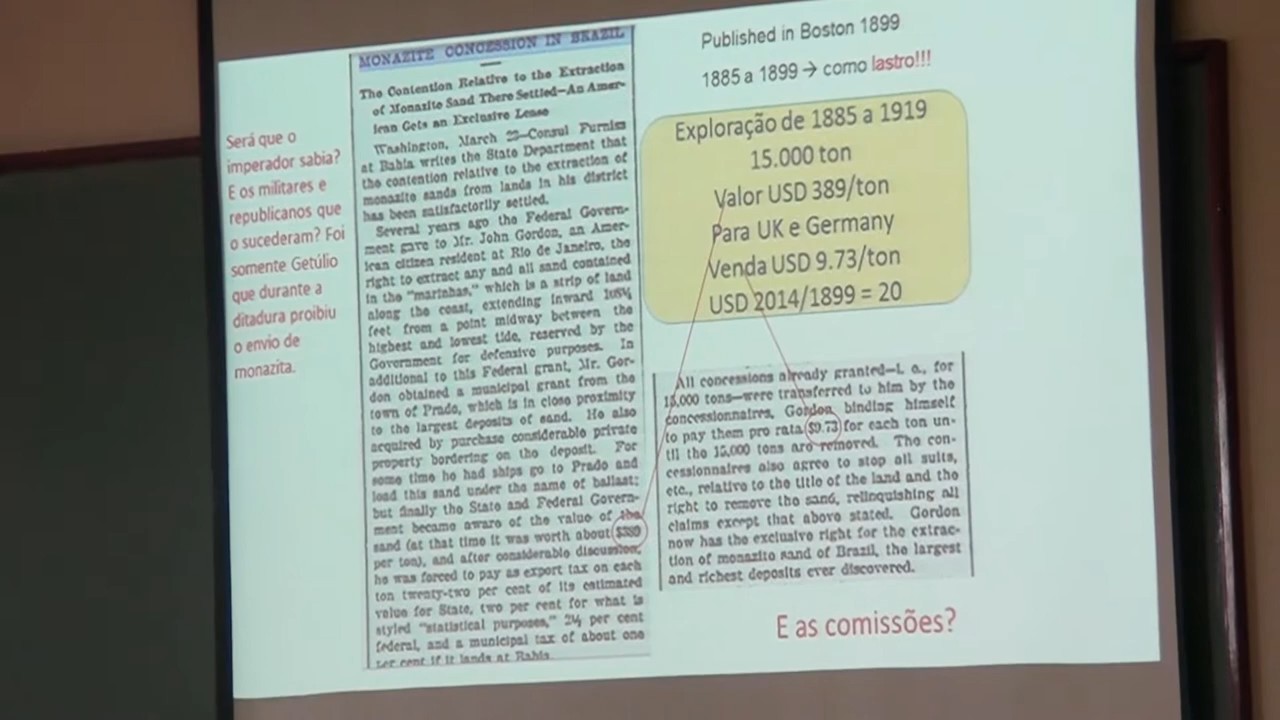 Será que o
imperador sabia?
E os militares e
republicanos que
o sucederam? Foi
somente Getúlio
que durante a
ditadura proibiu
o envio de
monazita.
MONAZITE CONCESSION IN BRAZIL
The Contention Relative to the Extraction
of Monazite Sand There Settled—An Amer-
ican Gets an Exclusive Lease
Washington, March 23—Consul Furniss
at Bahia writes the State Department that
the contention relative to the extraction of
monazite sands from lands in his district
has been satisfactorily settled.
Several years ago the Federal Govern-
ment gave to Mr. John Gordon, an Amer-
ican citizen resident at Rio de Janeiro, the
right to extract any and all sand contained
in the "marinhas," which is a strip of land
along the coast, extending inward
feet from a point midway between the
highest and lowest tide, reserved by the
Government for defensive purposes. In
additional to this Federal grant, Mr. Gor-
don obtained a municipal grant from the
town of Prado, which is in close proximity
to the largest deposits of sand. He also
acquired by purchase considerable private
property bordering on the deposit. For
some time he had ships go to Prado and
load this sand under the name of ballast;
but finally the State and Federal Govern-
ment became aware of the value of the
sand (at that time it was worth about
per ton), and after considerable discussion,
he was forced to pay as export tax on each
ton twenty-two per cent of its estimated
value for State, two per cent for what is
styled "statistical purposes," 2½ per cent
federal, and a municipal tax of about one
per cent if it lands at Bahia.
Published in Boston 1899
1885 a 1899 → como lastro!!!
Exploração de 1885 a 1919
15.000 ton
Valor USD 389/ton
Para UK e Germany
Venda USD 9.73/ton
USD 2014/1899 = 20
All concessions already granted—i. e., for
15,000 tons—were transferred to him by the
concessionnaires, Gordon binding himself
to pay them pro rata $9.73 for each ton un-
til the 15,000 tons are removed. The con-
cessionnaires also agree to stop all suits,
etc., relative to the title of the land and the
right to remove the sand, relinquishing all
claims except that above stated. Gordon
now has the exclusive right for the extrac-
tion of monazite sand of Brazil, the largest
and richest deposits ever discovered.
E as comissões?